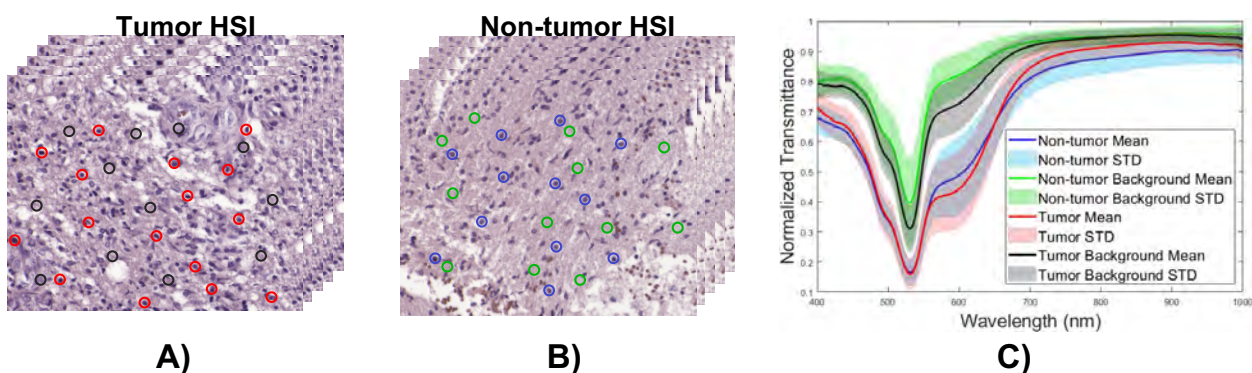 Tumor HSI
Non-tumor HSI
Normalized Transmittance
1
0.9
0.8
0.7
0.6
0.5
0.4
0.3
0.2
0.1
Non-tumor Mean
Non-tumor STD
Non-tumor Background Mean
Non-tumor Background STD
Tumor Mean
Tumor STD
Tumor Background Mean
Tumor Background STD
400 500 600 700 800 900 1000
Wavelength (nm)
A)
B)
C)